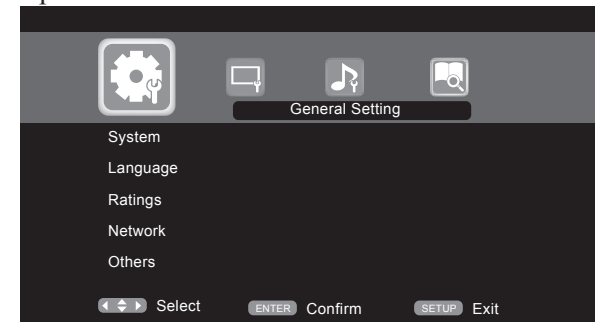 General Setting
System
Language
Ratings
Network
Others
Select ENTER Confirm SETUP Exit